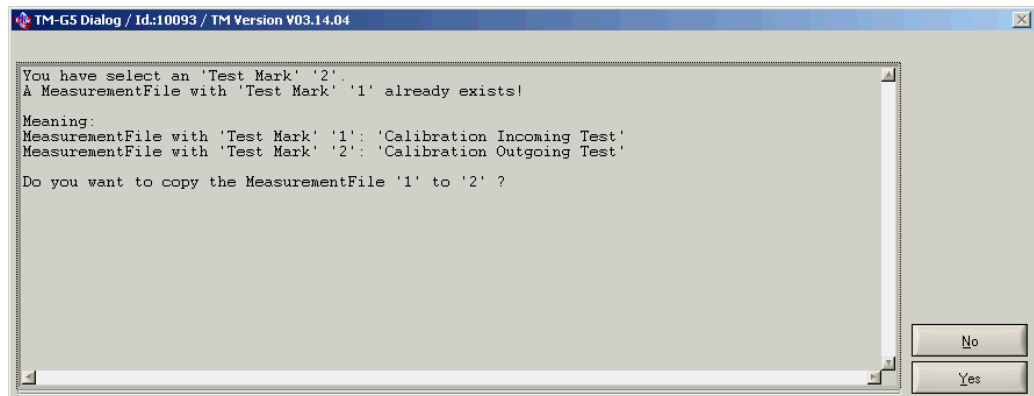 TM-G5 Dialog / Id.:10093 / TM Version V03.14.04
You have select an 'Test Mark' '2'.
A MeasurementFile with 'Test Mark' '1' already exists!
Meaning:
MeasurementFile with 'Test Mark' '1': 'Calibration Incoming Test'
MeasurementFile with 'Test Mark' '2': 'Calibration Outgoing Test'
Do you want to copy the MeasurementFile '1' to '2' ?
No
Yes